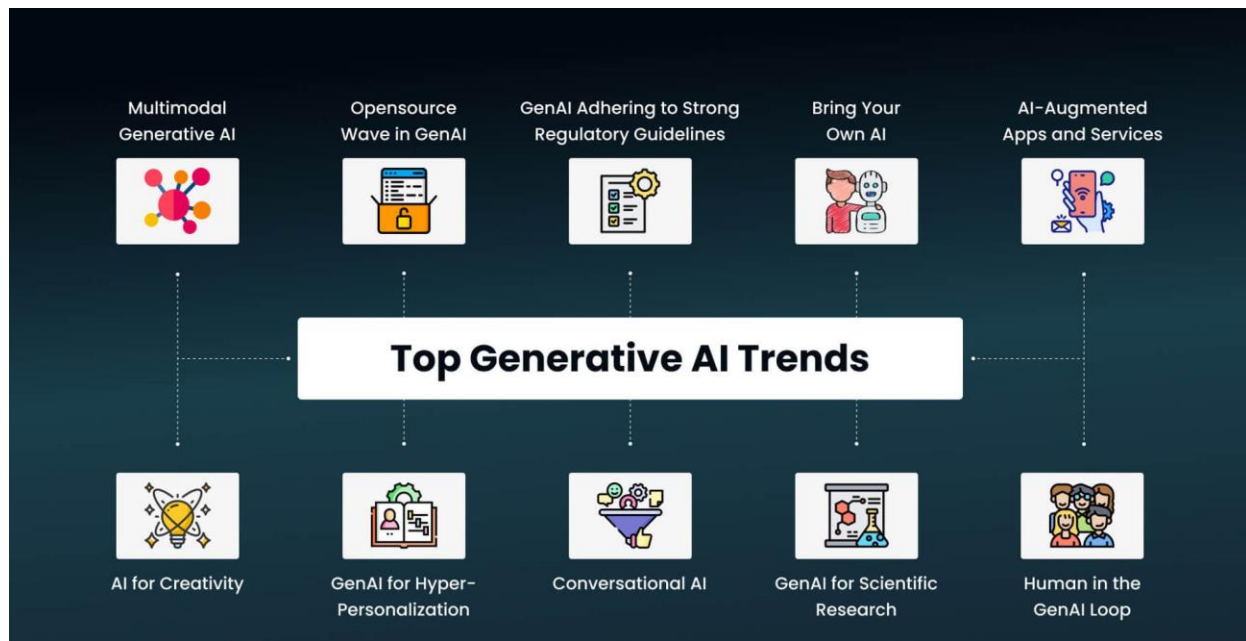 Multimodal
Generative AI
Opensource
Wave in GenAI
GenAI Adhering to Strong
Regulatory Guidelines
Bring Your
Own AI
AI-Augmented
Apps and Services
Top Generative AI Trends
AI for Creativity
GenAI for Hyper-
Personalization
Conversational AI
GenAI for Scientific
Research
Human in the
GenAI Loop